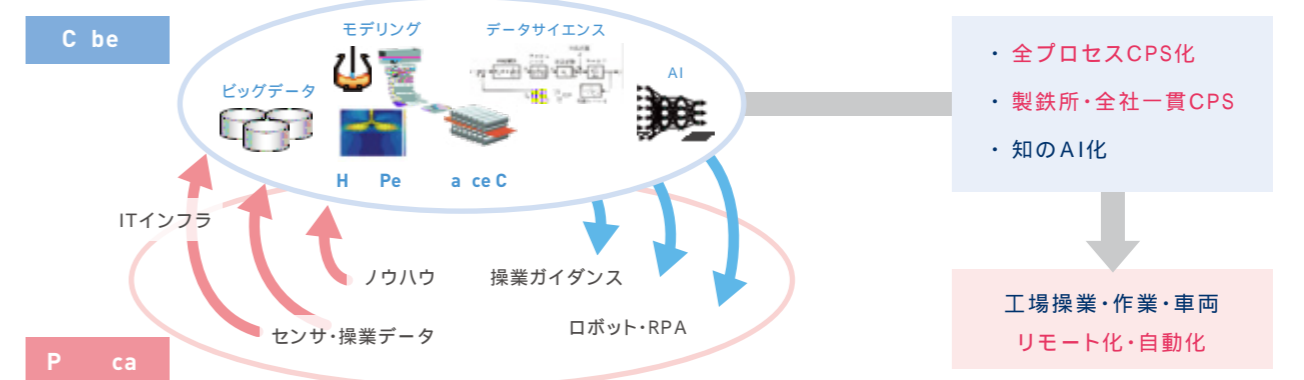 C be
モデリング
データサイエンス
ビッグデータ
AI
H Pe a ce C
ITインフラ
ノウハウ
センサ・操業データ
操業ガイダンス
ロボット・RPA
P ca
・ 全プロセスCPS化
・ 製鉄所・全社一貫CPS
・ 知のAI化
工場操業・作業・車両
リモート化・自動化